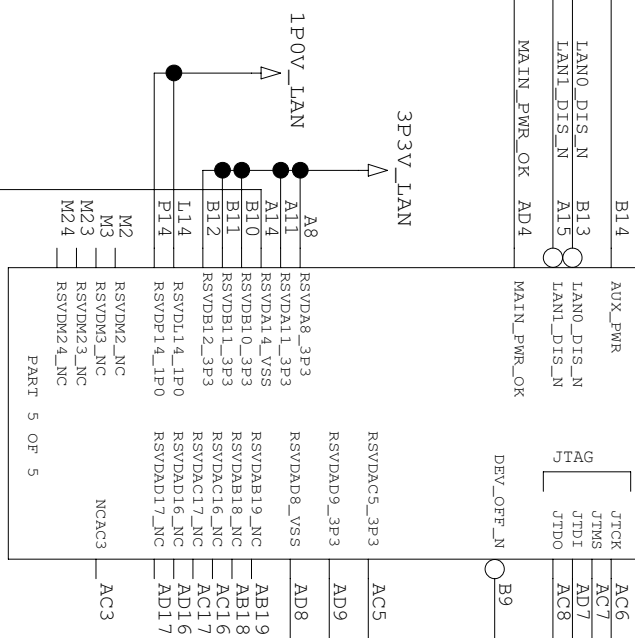 B14 AUX_PWR JTCK AC6
JTMS AC7
LAN0_DIS_N B13 LAN0_DIS_N JTDI AD7
LAN1_DIS_N A15 LAN1_DIS_N JTDO AC8
JTAG
MAIN_PWR_OK AD4 MAIN_PWR_OK
DEV_OFF_N B9
3P3V_LAN
RSVDAC5_3P3 AC5
RSVDAD9_3P3 AD9
A8 RSVDA8_3P3
1P0V_LAN
RSVDAD8_VSS AD8
A11 RSVDA11_3P3
A14 RSVDA14_VSS
RSVDAB19_NC AB19
B10 RSVDB10_3P3
RSVDAB18_NC AB18
B11 RSVDB11_3P3
RSVDAC16_NC AC16
B12 RSVDB12_3P3
RSVDAC17_NC AC17
L14 RSVDL14_1P0
RSVDAD16_NC AD16
P14 RSVDP14_1P0
RSVDAD17_NC AD17
M2 RSVDM2_NC
M3 RSVDM3_NC
NCAC3 AC3
M23 RSVDM23_NC
M24 RSVDM24_NC
PART 5 OF 5